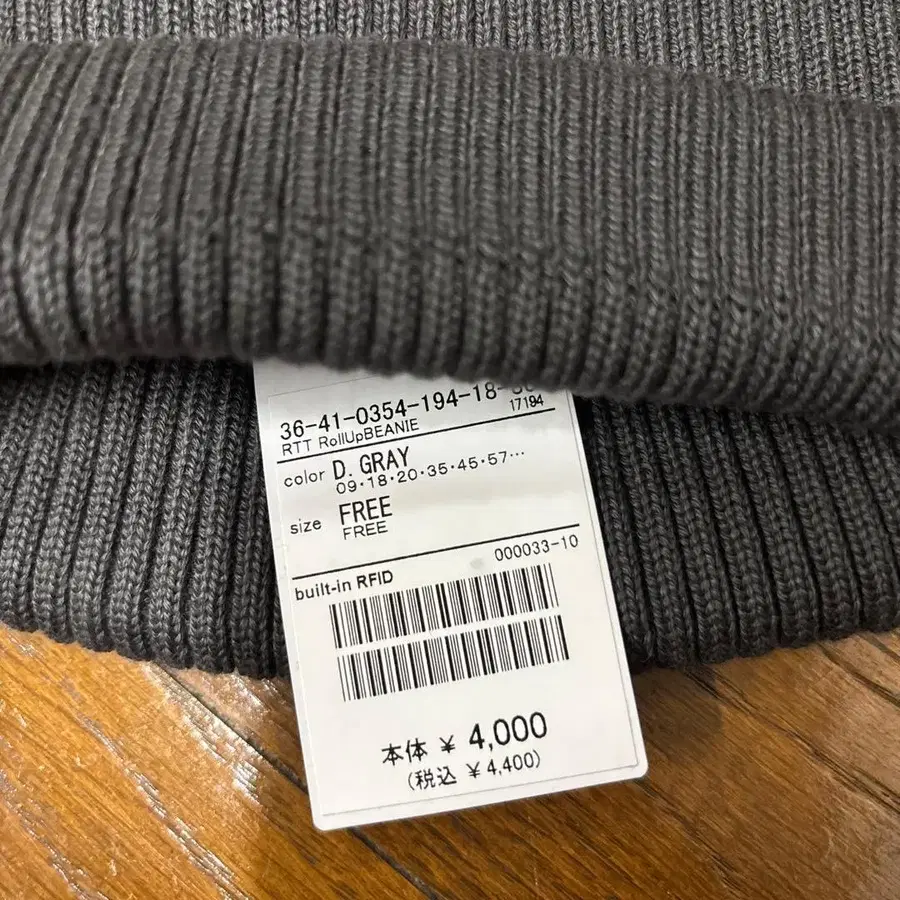 36-41-0354-194-18-
17194
RTT RollUpBEANIE
color D. GRAY
09・18・20・35・45・57…
size FREE
FREE
000033-10
built-in RFID
本体 ¥ 4,000
(税込 ¥4,400)